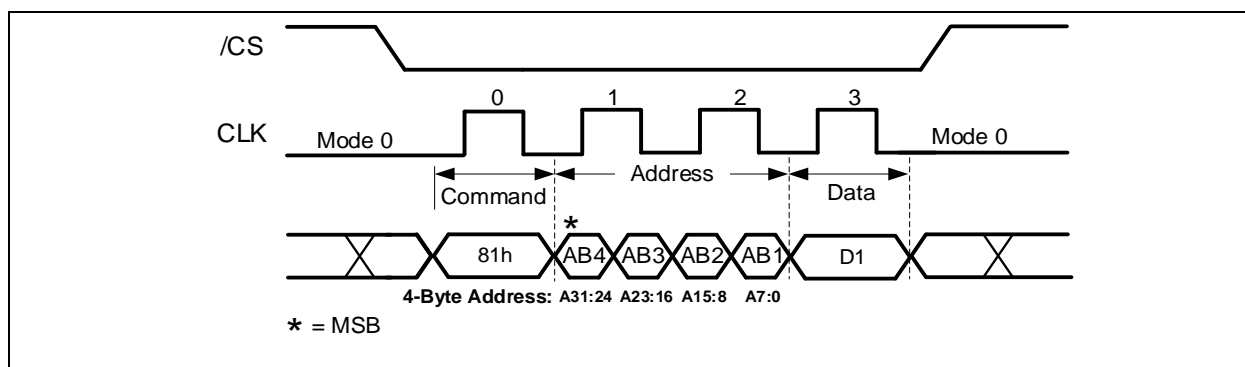 /CS
0 1 2 3
CLK
Mode 0 Mode 0
Command Address Data
*
81h AB4 AB3 AB2 AB1 D1
4-Byte Address: A31:24 A23:16 A15:8 A7:0
* = MSB